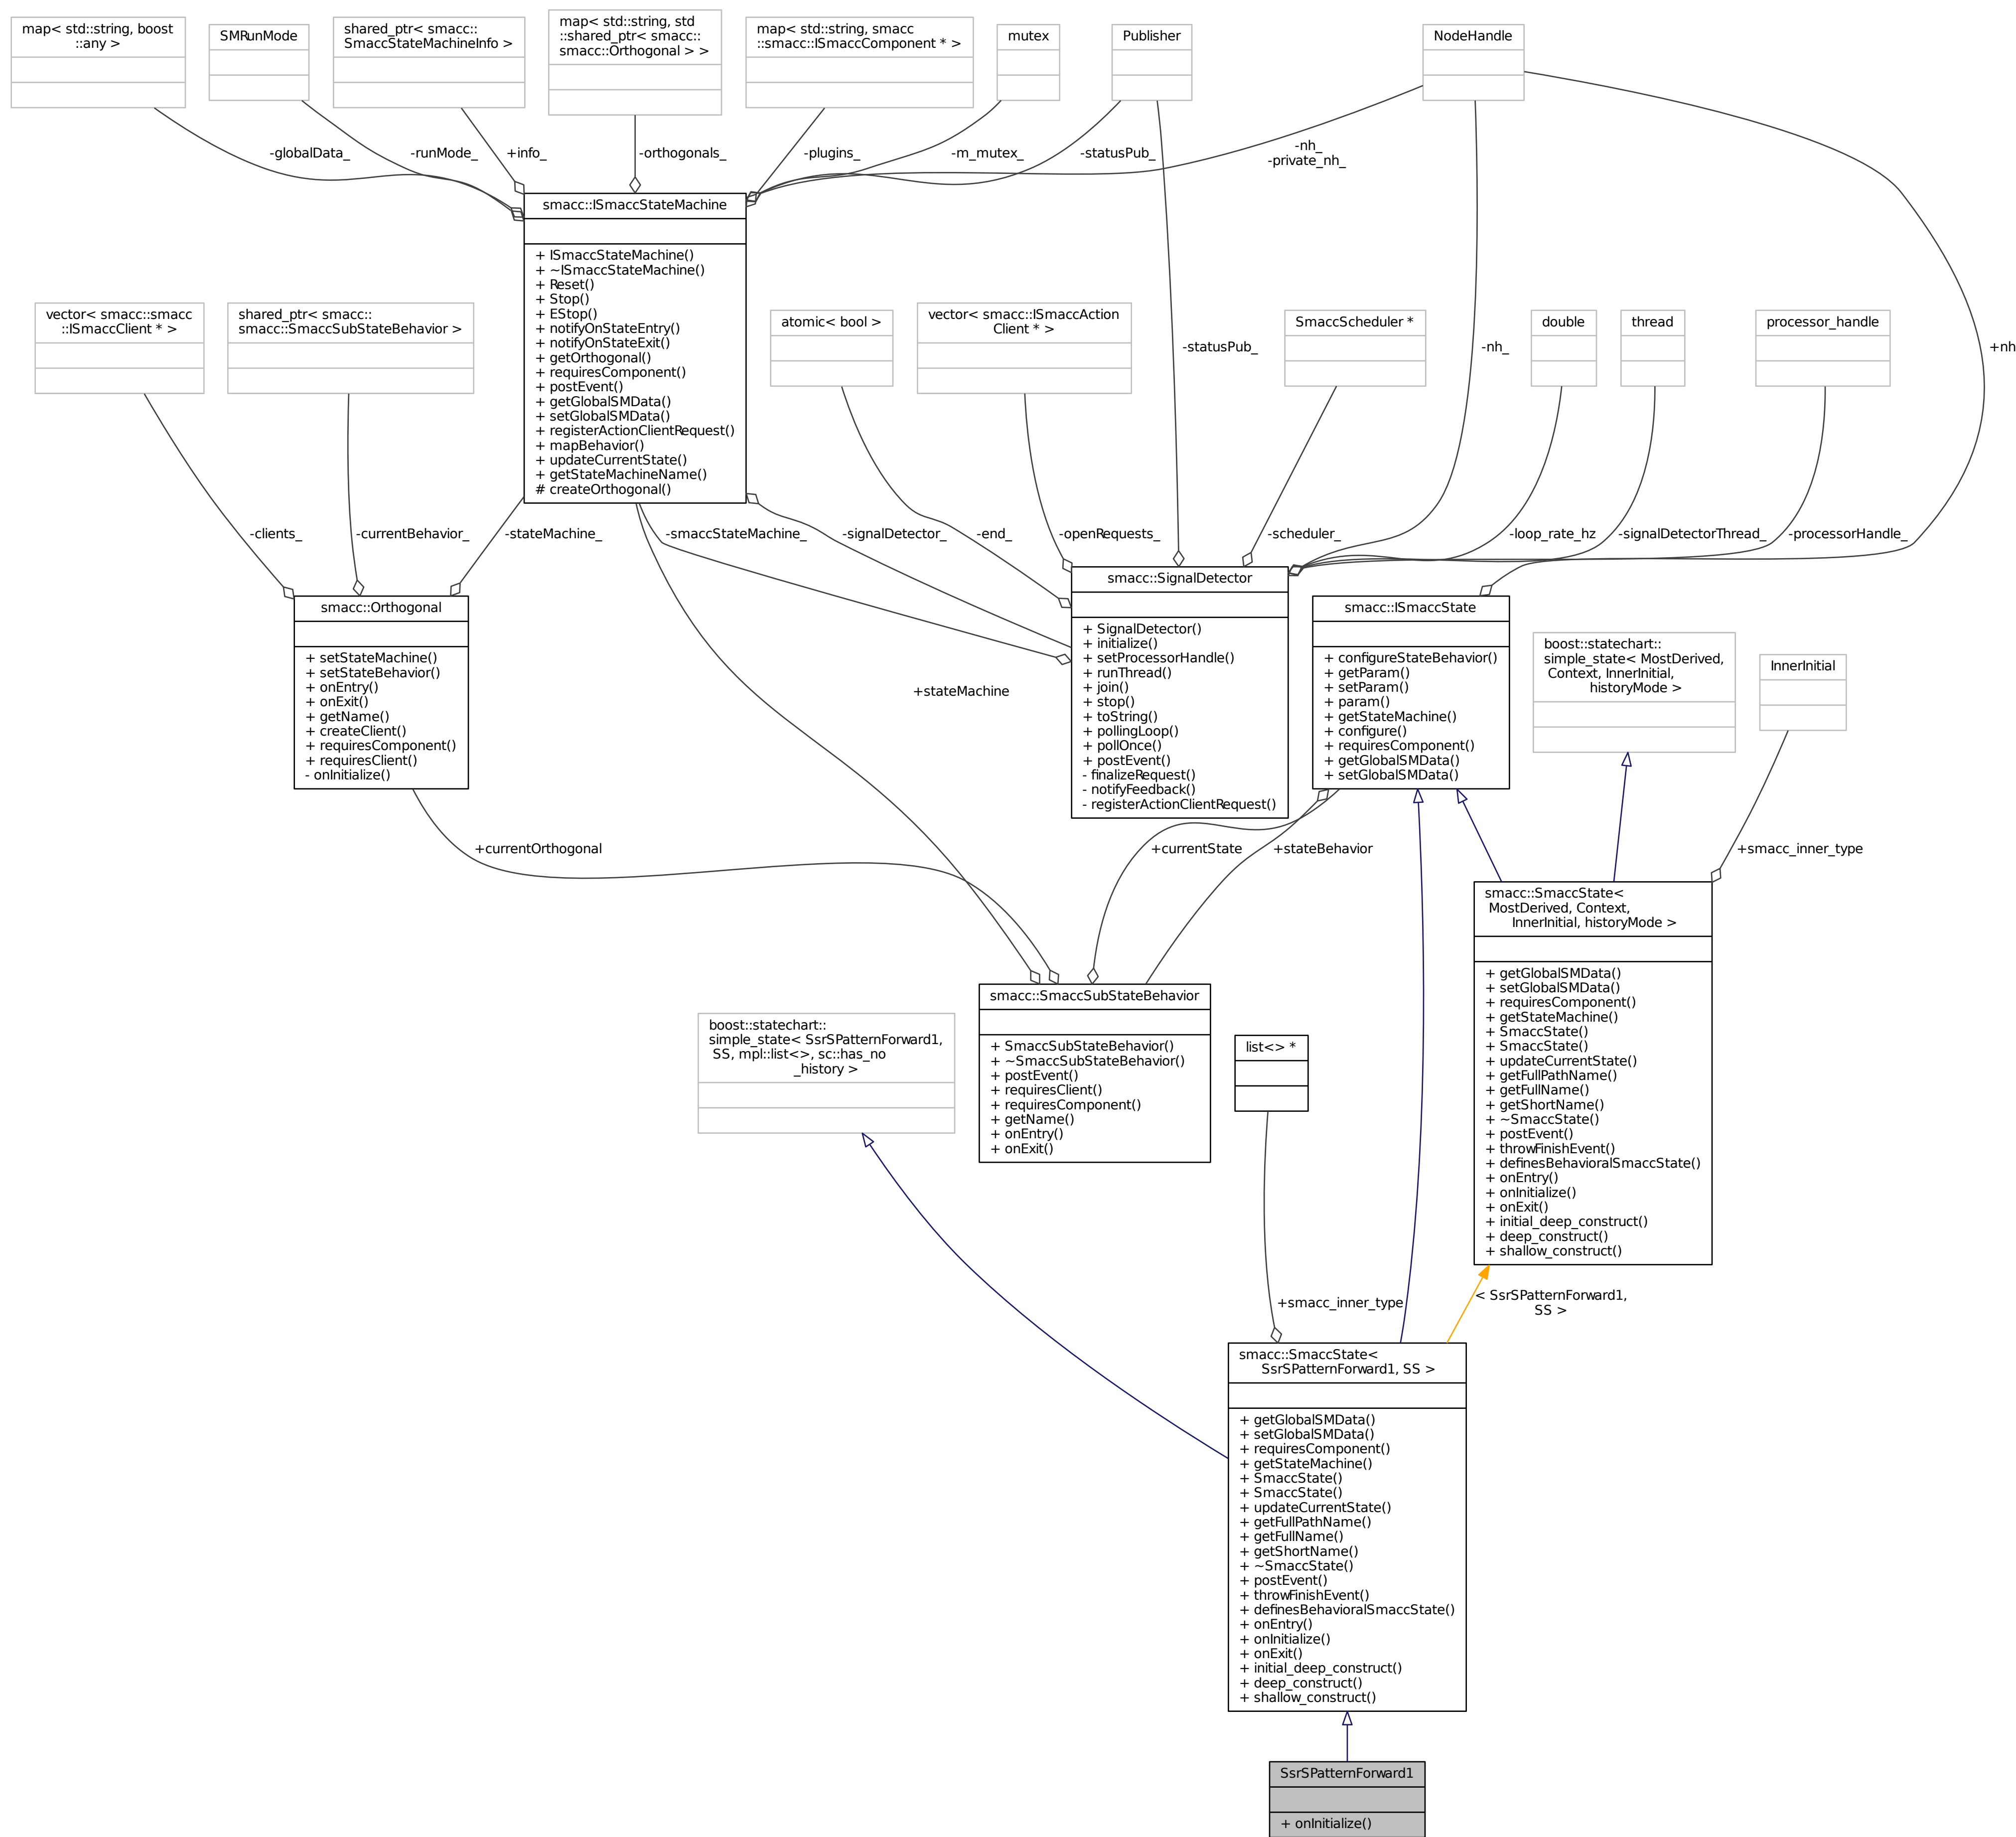 map< std::string, boost
::any >
SMRunMode
shared_ptr< smacc::
SmaccStateMachineInfo >
map< std::string, std
::shared_ptr< smacc::
smacc::Orthogonal > >
map< std::string, smacc
::smacc::ISmaccComponent * >
mutex
Publisher
NodeHandle
-globalData_
-runMode_
+info_
-orthogonals_
-plugins_
-m_mutex_
-statusPub_
-nh_
-private_nh_
smacc::ISmaccStateMachine
+ ISmaccStateMachine()
+ ~ISmaccStateMachine()
+ Reset()
+ Stop()
+ EStop()
+ notifyOnStateEntry()
+ notifyOnStateExit()
+ getOrthogonal()
+ requiresComponent()
+ postEvent()
+ getGlobalSMData()
+ setGlobalSMData()
+ registerActionClientRequest()
+ mapBehavior()
+ updateCurrentState()
+ getStateMachineName()
# createOrthogonal()
vector< smacc::smacc
::ISmaccClient * >
shared_ptr< smacc::
smacc::SmaccSubStateBehavior >
atomic< bool >
vector< smacc::ISmaccAction
Client * >
SmaccScheduler *
double
thread
processor_handle
-statusPub_
-nh_
+nh
-clients_
-currentBehavior_
-stateMachine_
-smaccStateMachine_
-signalDetector_
-end_
-openRequests_
-scheduler_
-loop_rate_hz
-signalDetectorThread_
-processorHandle_
smacc::Orthogonal
+ setStateMachine()
+ setStateBehavior()
+ onEntry()
+ onExit()
+ getName()
+ createClient()
+ requiresComponent()
+ requiresClient()
- onInitialize()
smacc::SignalDetector
+ SignalDetector()
+ initialize()
+ setProcessorHandle()
+ runThread()
+ join()
+ stop()
+ toString()
+ pollingLoop()
+ pollOnce()
+ postEvent()
- finalizeRequest()
- notifyFeedback()
- registerActionClientRequest()
smacc::ISmaccState
+ configureStateBehavior()
+ getParam()
+ setParam()
+ param()
+ getStateMachine()
+ configure()
+ requiresComponent()
+ getGlobalSMData()
+ setGlobalSMData()
boost::statechart::
simple_state< MostDerived,
Context, InnerInitial,
historyMode >
InnerInitial
+stateMachine
+currentOrthogonal
+currentState
+stateBehavior
+smacc_inner_type
smacc::SmaccState<
MostDerived, Context,
InnerInitial, historyMode >
+ getGlobalSMData()
+ setGlobalSMData()
+ requiresComponent()
+ getStateMachine()
+ SmaccState()
+ SmaccState()
+ updateCurrentState()
+ getFullPathName()
+ getFullName()
+ getShortName()
+ ~SmaccState()
+ postEvent()
+ throwFinishEvent()
+ definesBehavioralSmaccState()
+ onEntry()
+ onInitialize()
+ onExit()
+ initial_deep_construct()
+ deep_construct()
+ shallow_construct()
smacc::SmaccSubStateBehavior
+ SmaccSubStateBehavior()
+ ~SmaccSubStateBehavior()
+ postEvent()
+ requiresClient()
+ requiresComponent()
+ getName()
+ onEntry()
+ onExit()
boost::statechart::
simple_state< SsrSPatternForward1,
SS, mpl::list<>, sc::has_no
_history >
list<> *
+smacc_inner_type
< SsrSPatternForward1,
SS >
smacc::SmaccState<
SsrSPatternForward1, SS >
+ getGlobalSMData()
+ setGlobalSMData()
+ requiresComponent()
+ getStateMachine()
+ SmaccState()
+ SmaccState()
+ updateCurrentState()
+ getFullPathName()
+ getFullName()
+ getShortName()
+ ~SmaccState()
+ postEvent()
+ throwFinishEvent()
+ definesBehavioralSmaccState()
+ onEntry()
+ onInitialize()
+ onExit()
+ initial_deep_construct()
+ deep_construct()
+ shallow_construct()
SsrSPatternForward1
+ onInitialize()